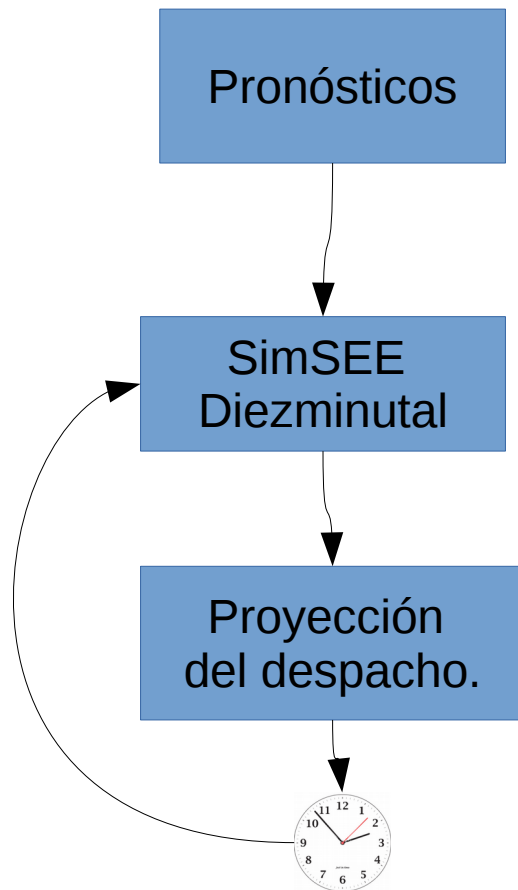 Pronósticos
SimSEE
Diezminutal
Proyección
del despacho.
12
11
1
10
2
9
3
8
4
7
5
6